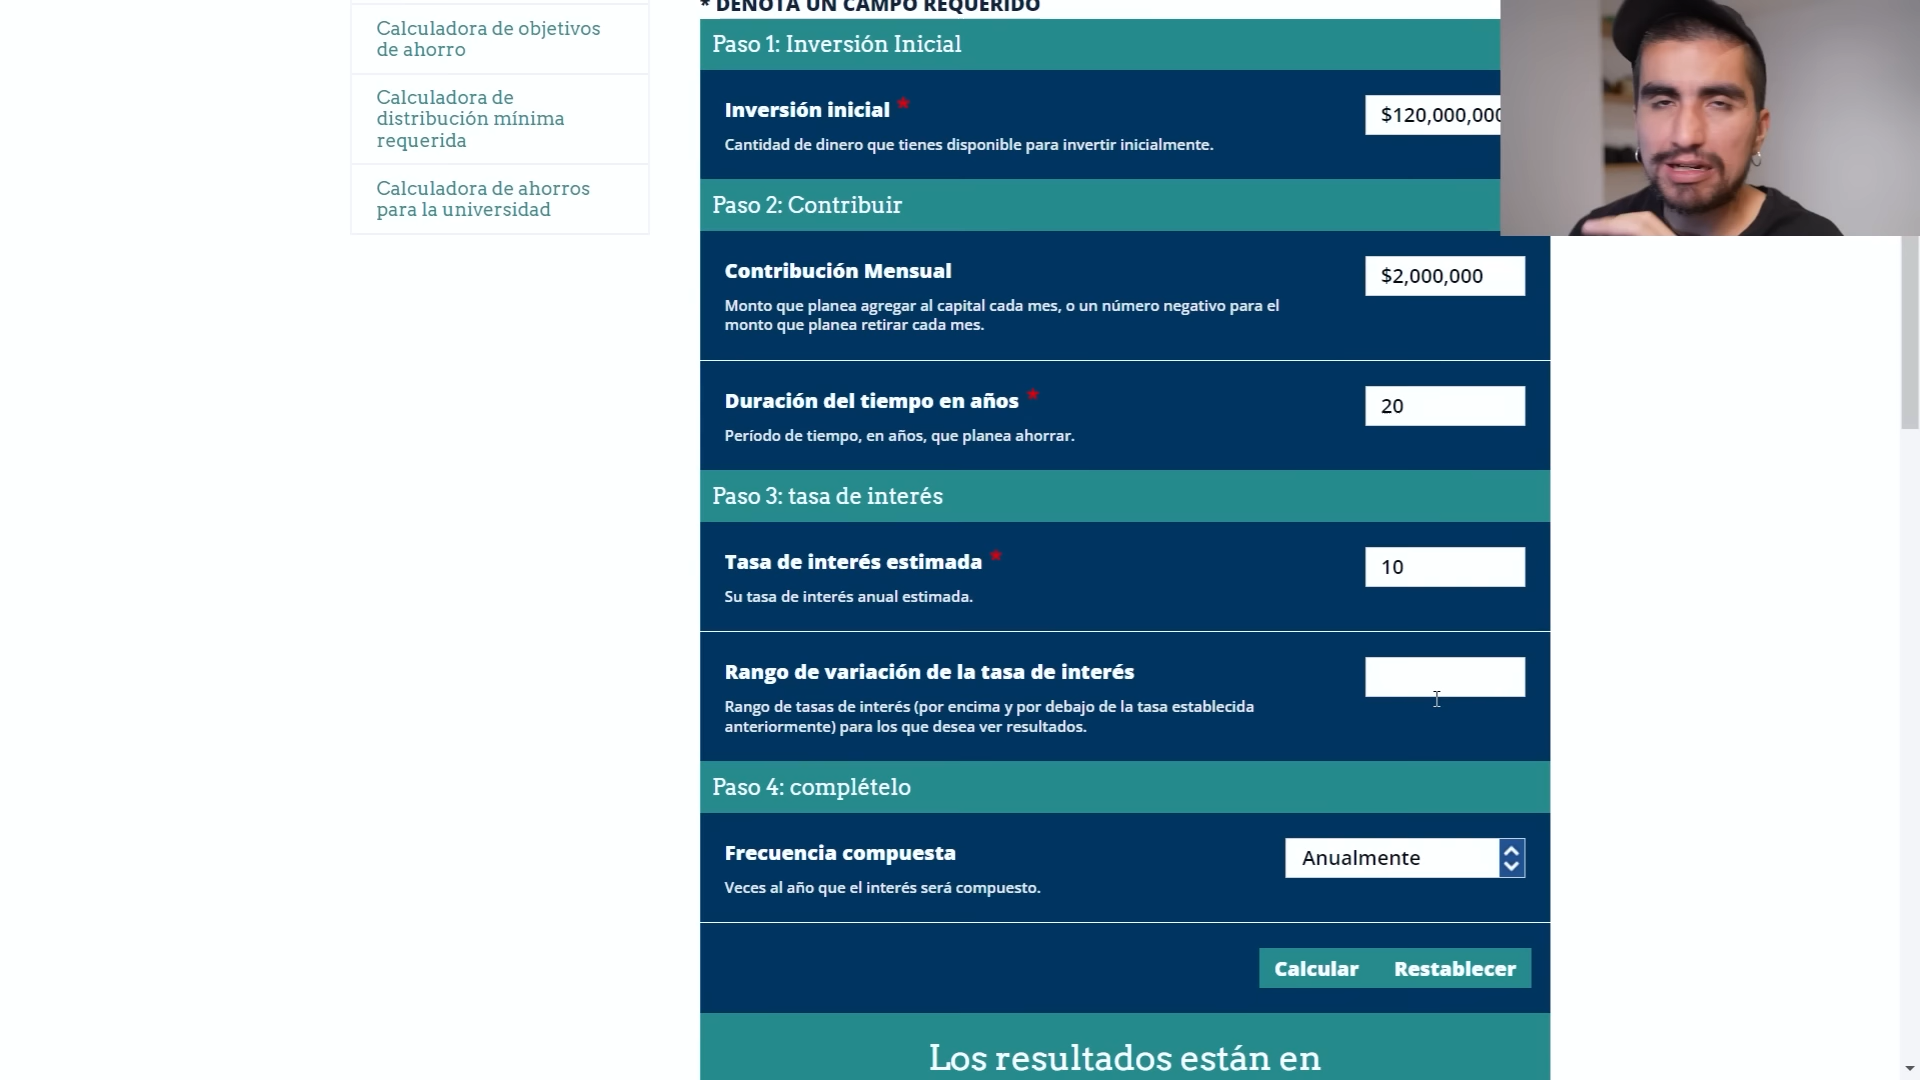 Calculadora de objetivos
de ahorro
Calculadora de
distribución mínima
requerida
Calculadora de ahorros
para la universidad
* DENOTA UN CAMPO REQUERIDO
Paso 1: Inversión Inicial
Inversión inicial *
$120,000,000
Cantidad de dinero que tienes disponible para invertir inicialmente.
Paso 2: Contribuir
Contribución Mensual
$2,000,000
Monto que planea agregar al capital cada mes, o un número negativo para el
monto que planea retirar cada mes.
Duración del tiempo en años *
20
Período de tiempo, en años, que planea ahorrar.
Paso 3: tasa de interés
Tasa de interés estimada *
10
Su tasa de interés anual estimada.
Rango de variación de la tasa de interés
Rango de tasas de interés (por encima y por debajo de la tasa establecida
anteriormente) para los que desea ver resultados.
Paso 4: complételo
Frecuencia compuesta
Anualmente
Veces al año que el interés será compuesto.
Calcular Restablecer
Los resultados están en